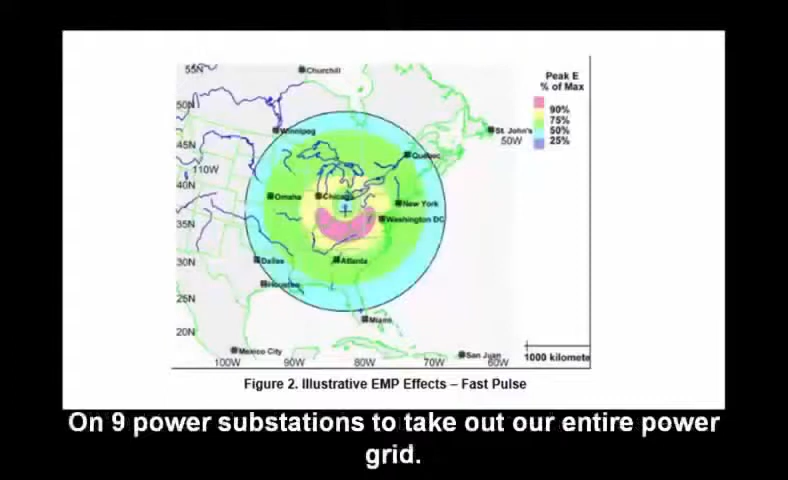 55N
Churchill
Peak E
% of Max
90%
75%
50%
25%
50N
Winnipeg
St. John's
50W
45N
Quebec
110W
40N
Omaha
Chicago
New York
Washington DC
35N
30N
Dallas
Atlanta
Houston
25N
Miami
20N
Mexico City
San Juan
100W
90W
80W
70W
60W
1000 kilomete
Figure 2. Illustrative EMP Effects – Fast Pulse
On 9 power substations to take out our entire power
grid.